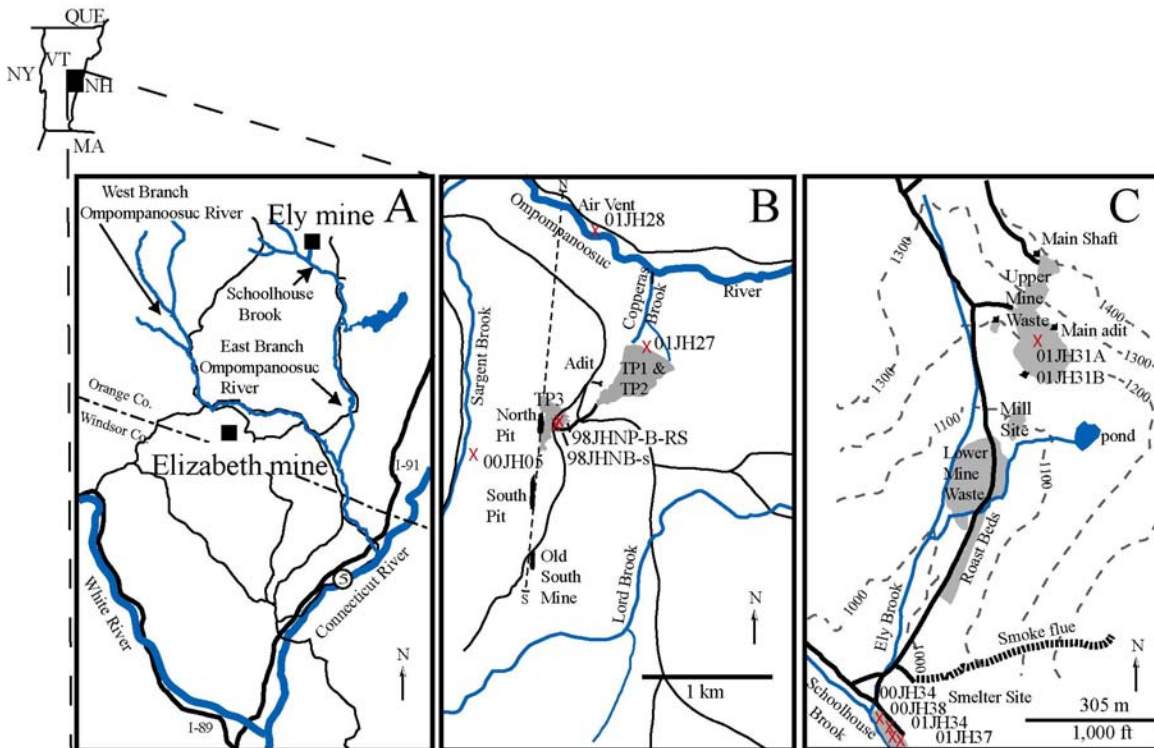 QUE
VT
NY
NH
MA
A
West Branch
Ompompanoosuc River
Ely mine
Schoolhouse
Brook
East Branch
Ompompanoosuc
River
Orange Co.
Windsor Co.
Elizabeth mine
I-91
5
White River
Connecticut River
I-89
N
B
N
Air Vent
01JH28
Ompompanoosuc
River
Copperas
Brook
Sargent Brook
01JH27
Adit
TP1 &
TP2
TP3
North
Pit
98JHNP-B-RS
98JHNB-s
00JH05
South
Pit
Old
South
Mine
S
Lord Brook
N
1 km
C
1300
Main Shaft
Upper
Mine
Waste
1400
Main adit
01JH31A
1300
01JH31B
1200
1300
1100
Mill
Site
pond
Lower
Mine
Waste
1100
Roast Beds
1000
Ely Brook
1000
Smoke flue
Schoolhouse
Brook
00JH34
Smelter Site
00JH38
01JH34
01JH37
N
305 m
1,000 ft